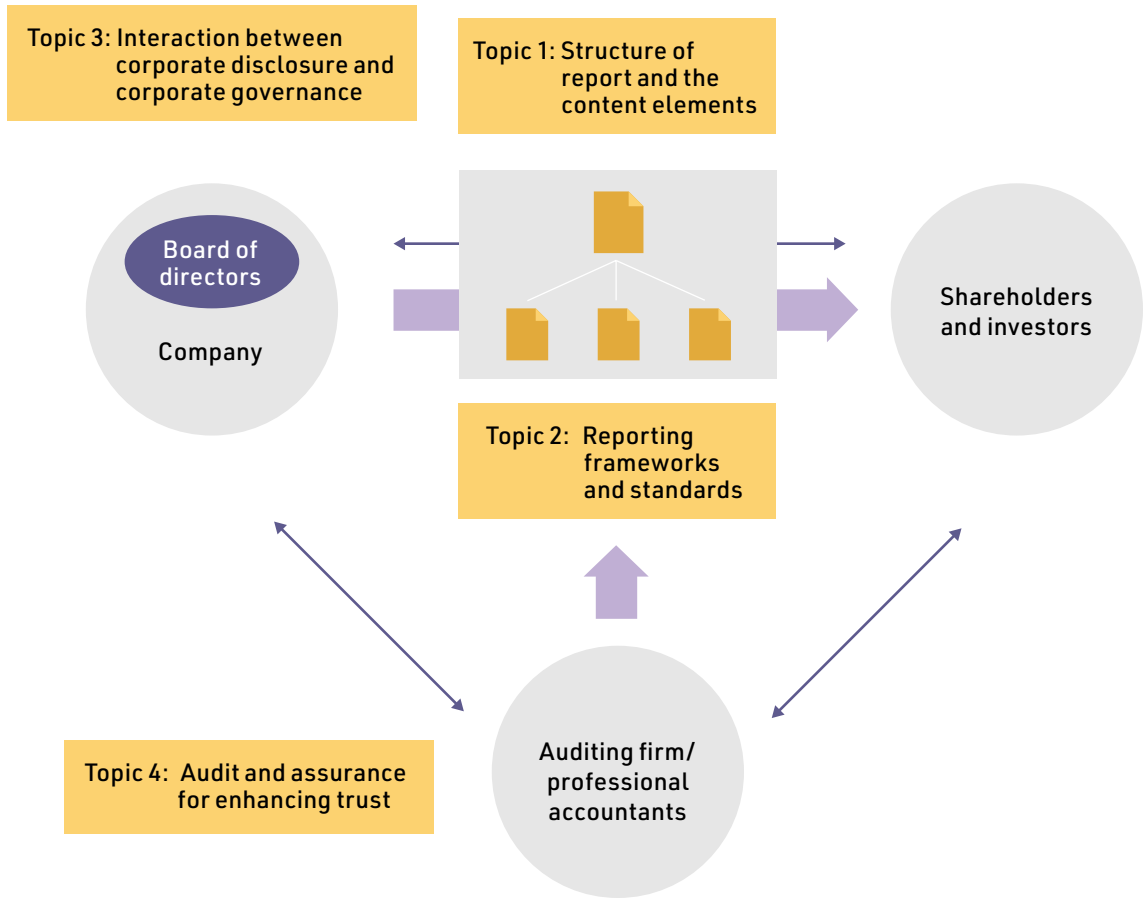 Topic 3: Interaction between
corporate disclosure and
corporate governance
Topic 1: Structure of
report and the
content elements
Board of
directors
Company
Shareholders
and investors
Topic 2: Reporting
frameworks
and standards
Topic 4: Audit and assurance
for enhancing trust
Auditing firm/
professional
accountants